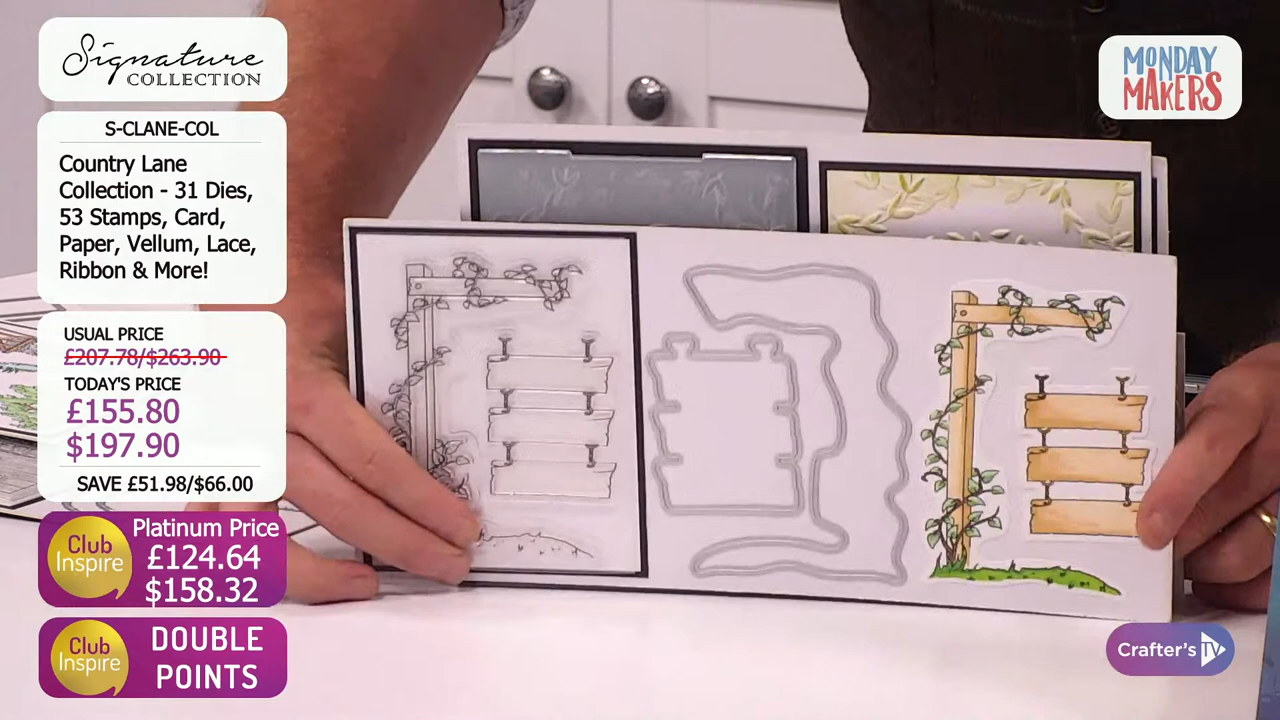 Signature
COLLECTION
S-CLANE-COL
Country Lane
Collection - 31 Dies,
53 Stamps, Card,
Paper, Vellum, Lace,
Ribbon & More!
USUAL PRICE
£207.78/$263.90
TODAY'S PRICE
£155.80
$197.90
SAVE £51.98/$66.00
Club
Inspire
Platinum Price
£124.64
$158.32
Club
Inspire
DOUBLE
POINTS
MONDAY
MAKERS
Crafter's TV